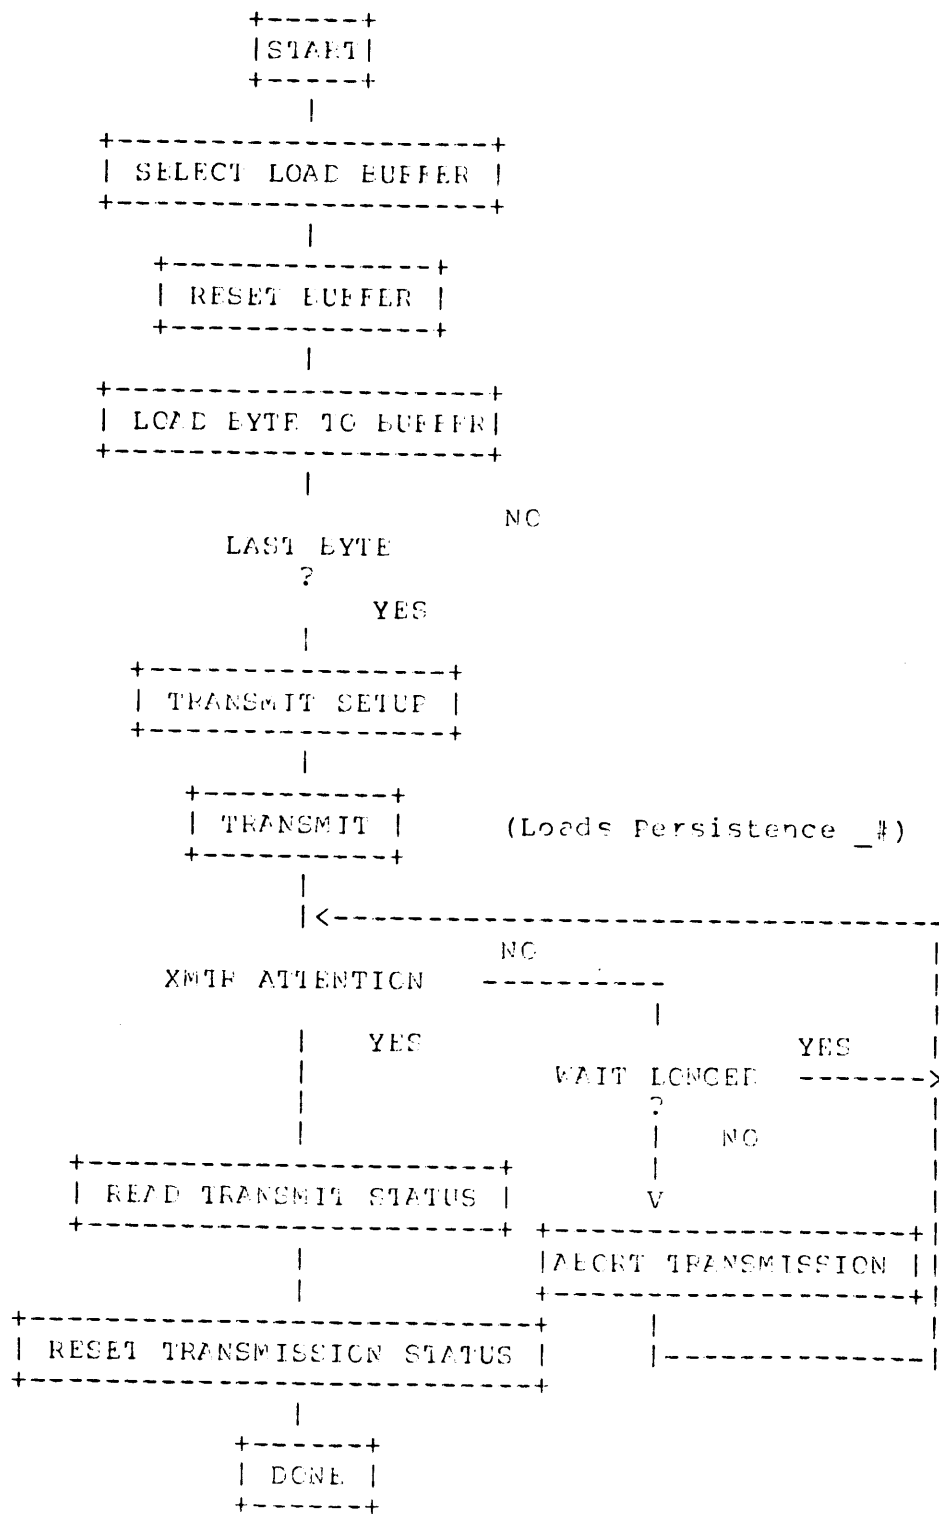 START
SELECT LOAD BUFFER
RESET BUFFER
LOAD BYTE TO BUFFER
NO
LAST BYTE
?
YES
TRANSMIT SETUP
TRANSMIT (Loads Persistence _#)
NO
XMTR ATTENTION
YES YES
WAIT LONGER
?
NO
READ TRANSMIT STATUS V
ABORT TRANSMISSION
RESET TRANSMISSION STATUS
DONE